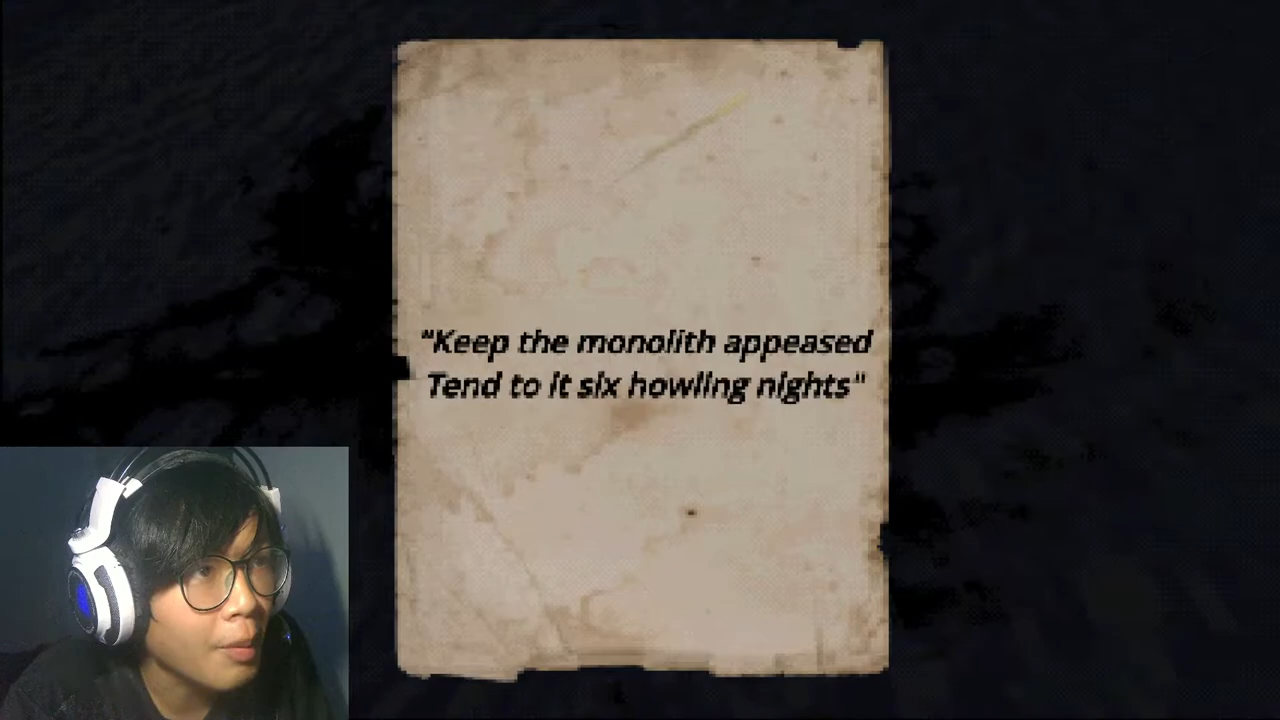 "Keep the monolith appeased
Tend to it six howling nights"